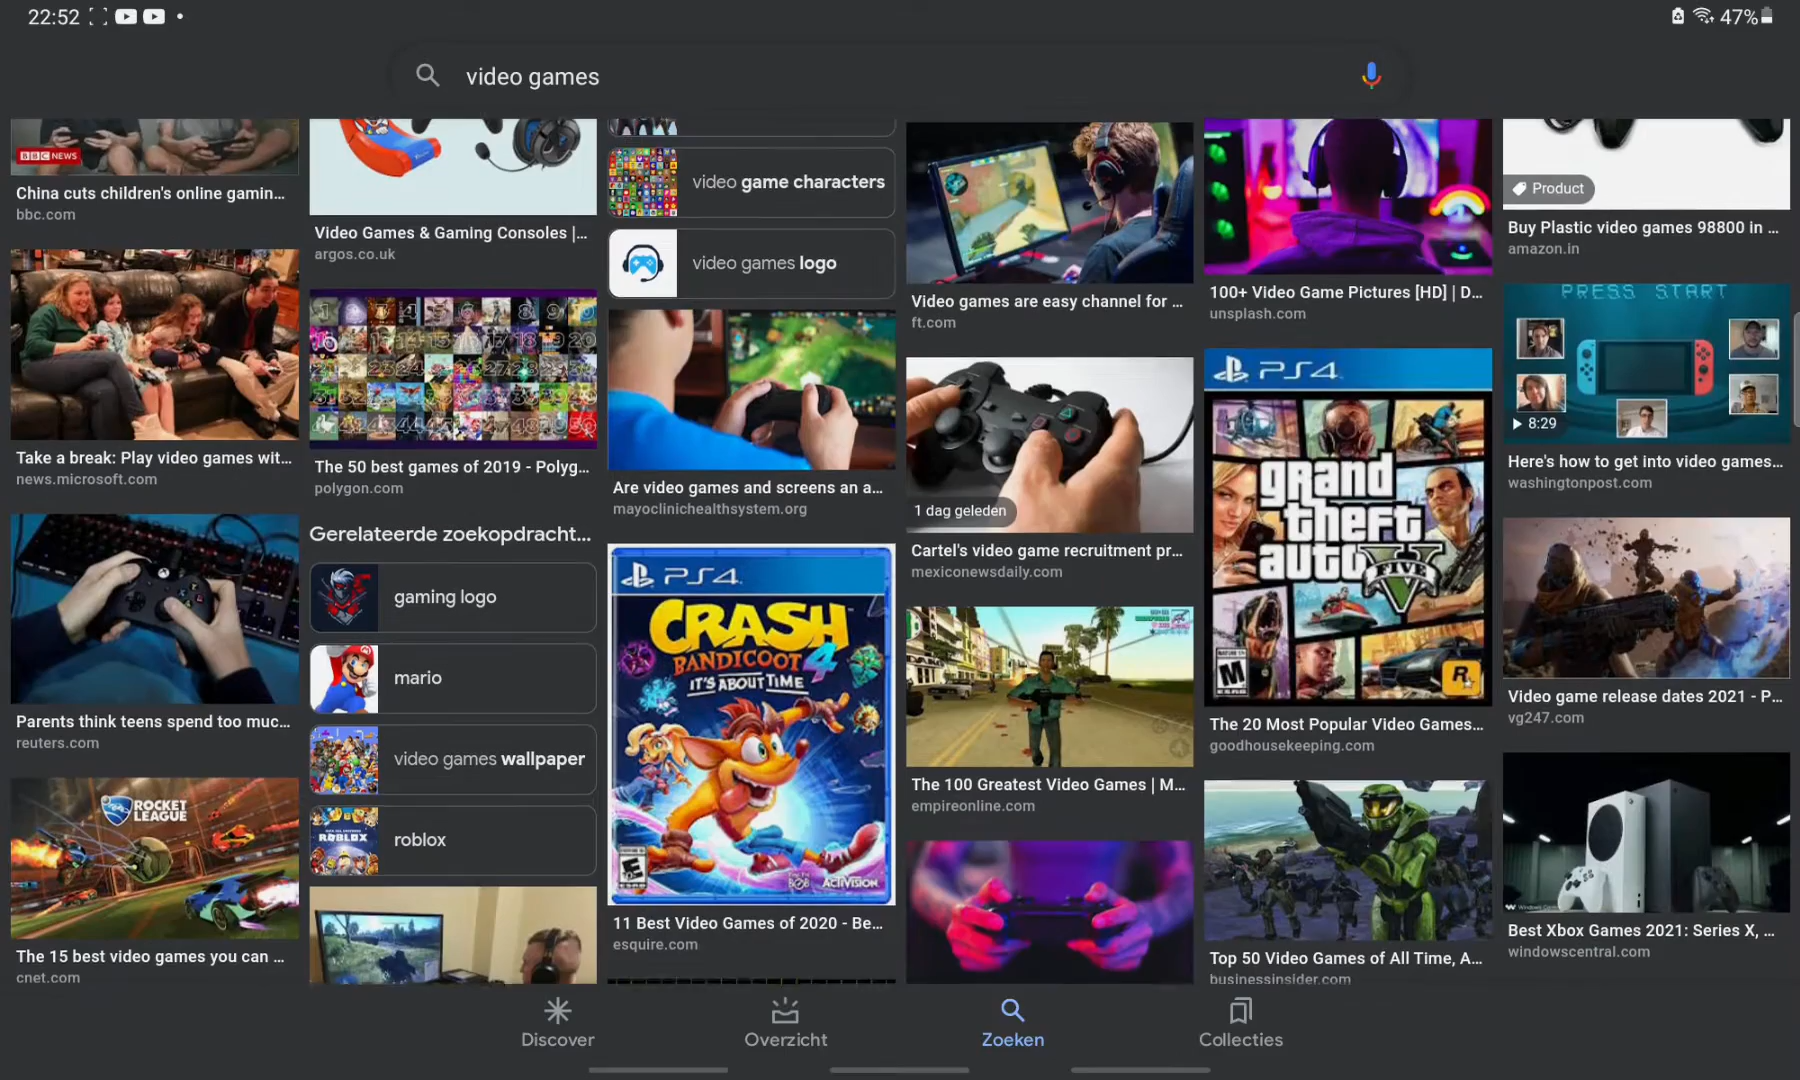 22:52
47%
video games
BBC NEWS
China cuts children's online gamin...
bbc.com
Take a break: Play video games wit...
news.microsoft.com
Parents think teens spend too muc...
reuters.com
ROCKET LEAGUE
The 15 best video games you can ...
cnet.com
Video Games & Gaming Consoles |...
argos.co.uk
The 50 best games of 2019 - Polyg...
polygon.com
Gerelateerde zoekopdracht...
gaming logo
mario
video games wallpaper
ROBLOX
roblox
video game characters
video games logo
Are video games and screens an a...
mayoclinichealthsystem.org
PS4
CRASH
BANDICOOT 4
IT'S ABOUT TIME
E
ESRB
TOYS FOR BOB
ACTIVISION
11 Best Video Games of 2020 - Be...
esquire.com
Video games are easy channel for ...
ft.com
1 dag geleden
Cartel's video game recruitment pr...
mexiconewsdaily.com
The 100 Greatest Video Games | M...
empireonline.com
100+ Video Game Pictures [HD] | D...
unsplash.com
PS4
grand
theft
auto
V
FIVE
MATURE 17+
M
R
The 20 Most Popular Video Games...
goodhousekeeping.com
Top 50 Video Games of All Time, A...
businessinsider.com
Product
Buy Plastic video games 98800 in ...
amazon.in
PRESS START
8:29
Here's how to get into video games...
washingtonpost.com
Video game release dates 2021 - P...
vg247.com
Windows Central
Best Xbox Games 2021: Series X, ...
windowscentral.com
Discover
Overzicht
Zoeken
Collecties